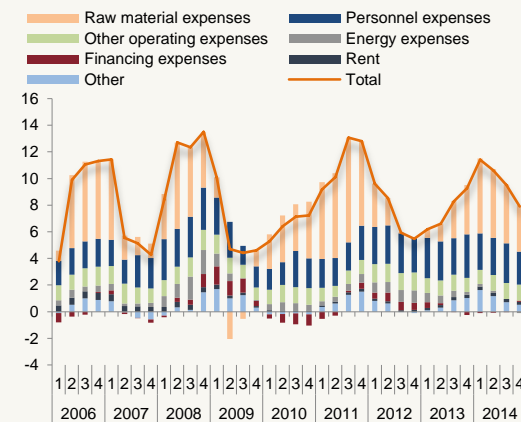 Raw material expenses Personnel expenses
Other operating expenses Energy expenses
Financing expenses Rent
Other Total
16
14
12
10
8
6
4
2
0
-2
-4
1 2 3 4 1 2 3 4 1 2 3 4 1 2 3 4 1 2 3 4 1 2 3 4 1 2 3 4 1 2 3 4 1 2 3 4
2006 2007 2008 2009 2010 2011 2012 2013 2014